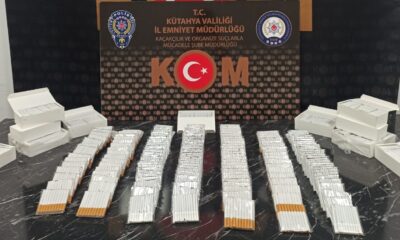 T.C.
KÜTAHYA VALİLİĞİ
İL EMNİYET MÜDÜRLÜĞÜ
KAÇAKÇILIK VE ORGANİZE SUÇLARLA
MÜCADELE ŞUBE MÜDÜRLÜĞÜ
KOM